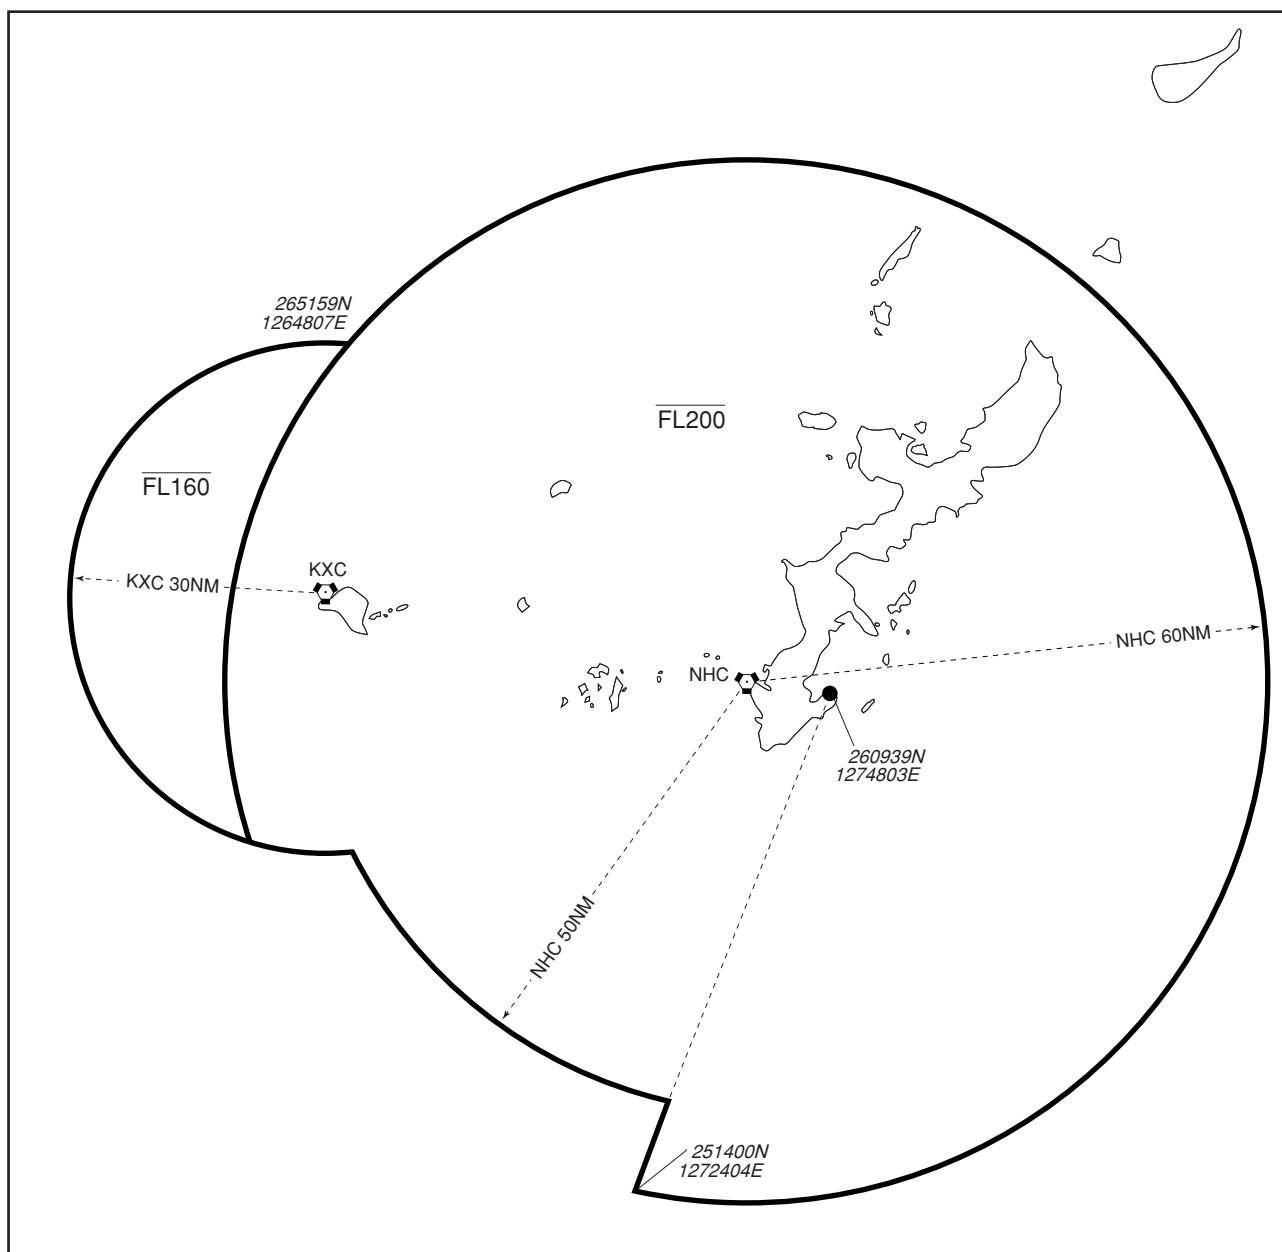 265159N
1264807E
FL200
FL160
KXC
KXC 30NM
NHC 60NM
NHC
260939N
1274803E
NHC 50NM
251400N
1272404E